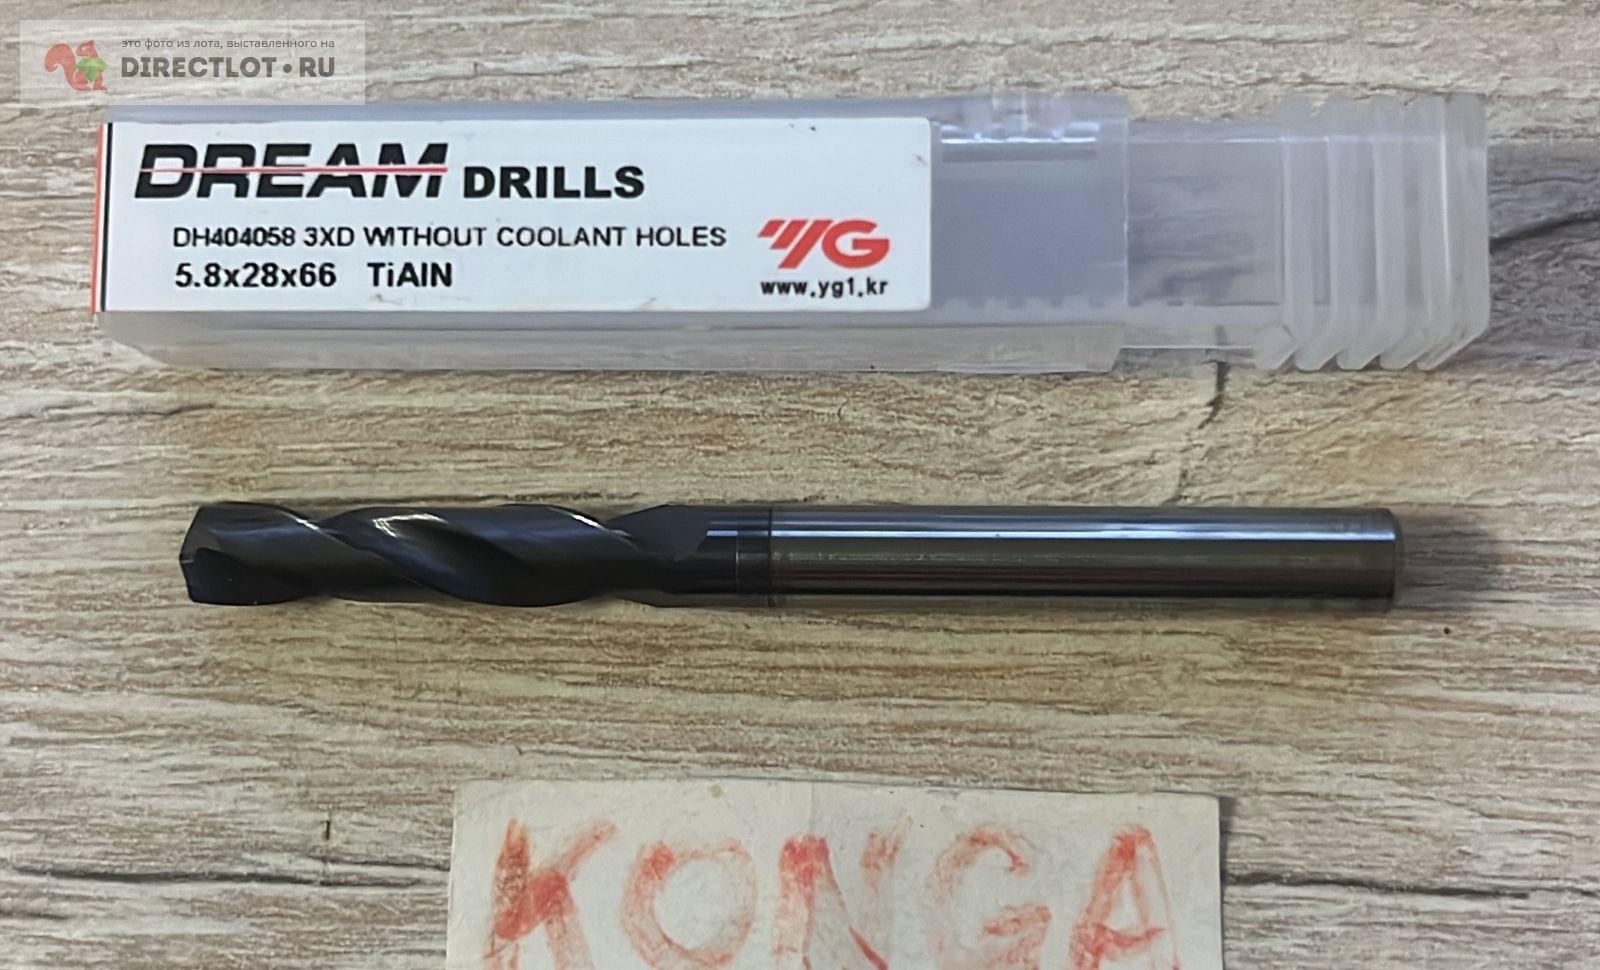 это фото из лота, выставленного на
DIRECTLOT•RU
DREAM DRILLS
DH404058 3XD WITHOUT COOLANT HOLES
5.8x28x66 TiAlN
YG
www.yg1.kr
KONGA